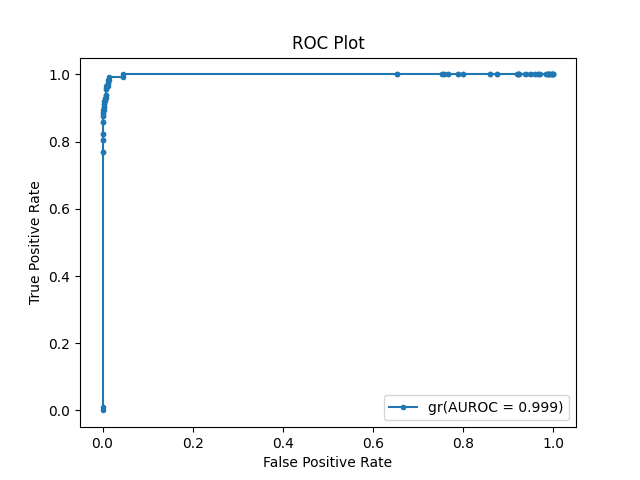 ROC Plot
True Positive Rate
1.0
0.8
0.6
0.4
0.2
0.0
gr(AUROC = 0.999)
0.0 0.2 0.4 0.6 0.8 1.0
False Positive Rate